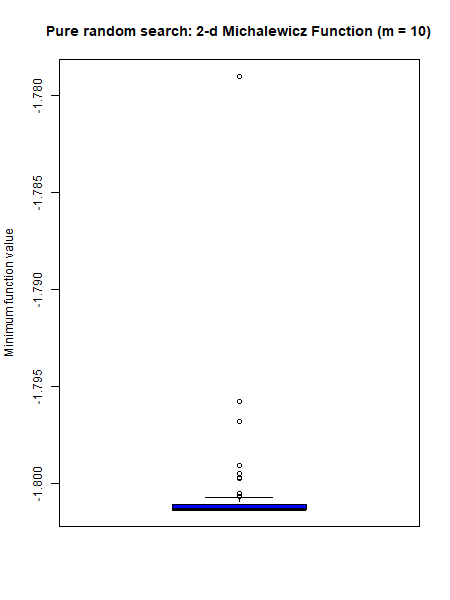 Pure random search: 2-d Michalewicz Function (m = 10)
Minimum function value
-1.780
-1.785
-1.790
-1.795
-1.800